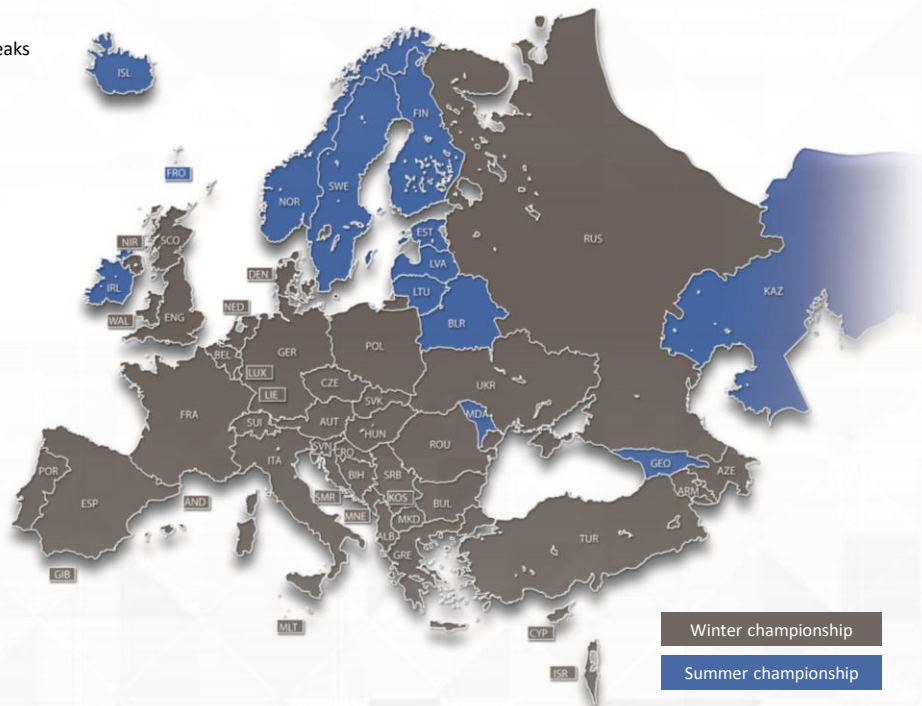 eaks
ISL
FIN
FRO
SWE
NOR
RUS
EST
SCO
NIR
LVA
DEN
IRL
LTU
KAZ
NED
WAL
ENG
BLR
BEL
GER
POL
LUX
CZE
UKR
LIE
SVK
FRA
MDA
SUI
AUT
HUN
ROU
SVN
CRO
ITA
GEO
POR
BIH
SRB
AZE
ESP
AND
SMR
KOS
BUL
ARM
MNE
MKD
ALB
TUR
GRE
GIB
MLT
CYP
Winter championship
ISR
Summer championship